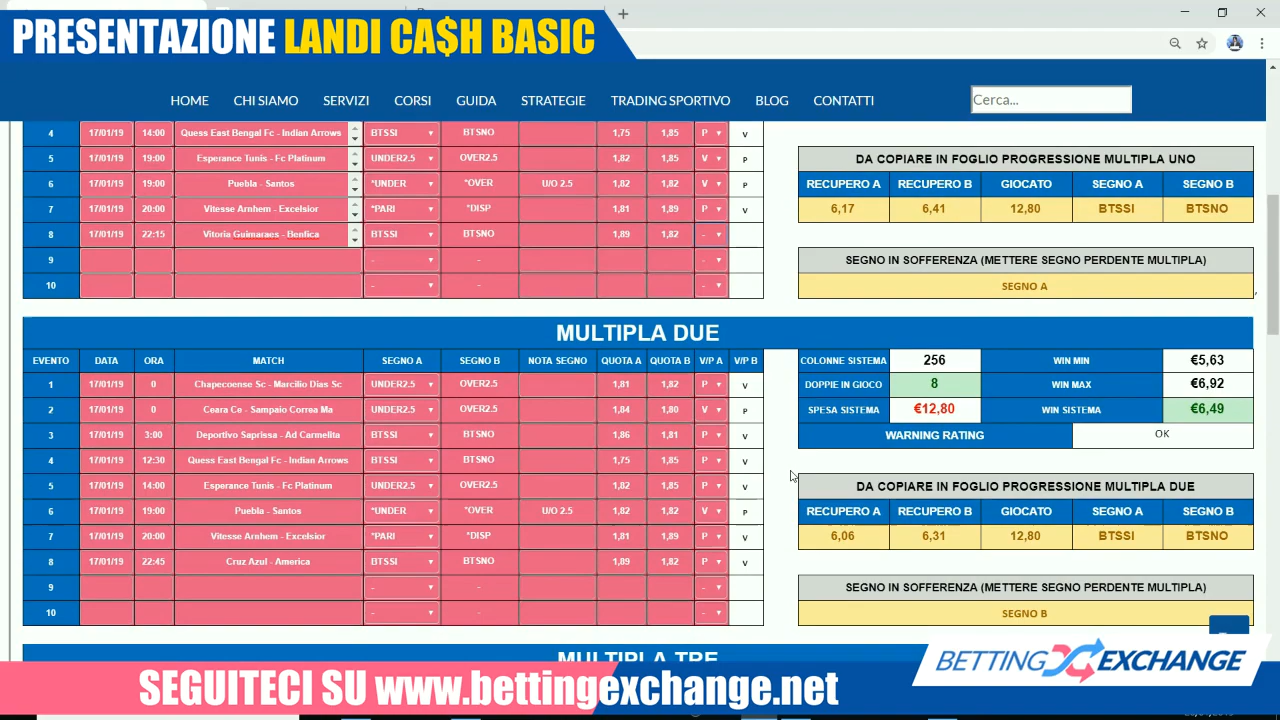 PRESENTAZIONE LANDI CA$H BASIC
HOME CHI SIAMO SERVIZI CORSI GUIDA STRATEGIE TRADING SPORTIVO BLOG CONTATTI Cerca...
4 17/01/19 14:00 Quess East Bengal Fc - Indian Arrows BTSSI BTSNO 1,75 1,85 P V
5 17/01/19 19:00 Esperance Tunis - Fc Platinum UNDER2.5 OVER2.5 1,82 1,85 V P
6 17/01/19 19:00 Puebla - Santos *UNDER *OVER U/O 2.5 1,82 1,82 V P
7 17/01/19 20:00 Vitesse Arnhem - Excelsior *PARI *DISP 1,81 1,89 P V
8 17/01/19 22:15 Vitoria Guimaraes - Benfica BTSSI BTSNO 1,89 1,82 -
9 - -
10 - -
DA COPIARE IN FOGLIO PROGRESSIONE MULTIPLA UNO
RECUPERO A RECUPERO B GIOCATO SEGNO A SEGNO B
6,17 6,41 12,80 BTSSI BTSNO
SEGNO IN SOFFERENZA (METTERE SEGNO PERDENTE MULTIPLA)
SEGNO A
MULTIPLA DUE
EVENTO DATA ORA MATCH SEGNO A SEGNO B NOTA SEGNO QUOTA A QUOTA B V/P A V/P B
1 17/01/19 0 Chapecoense Sc - Marcilio Dias Sc UNDER2.5 OVER2.5 1,81 1,82 P V
2 17/01/19 0 Ceara Ce - Sampaio Correa Ma UNDER2.5 OVER2.5 1,84 1,80 V P
3 17/01/19 3:00 Deportivo Saprissa - Ad Carmelita BTSSI BTSNO 1,86 1,81 P V
4 17/01/19 12:30 Quess East Bengal Fc - Indian Arrows BTSSI BTSNO 1,75 1,85 P V
5 17/01/19 14:00 Esperance Tunis - Fc Platinum UNDER2.5 OVER2.5 1,82 1,85 P V
6 17/01/19 19:00 Puebla - Santos *UNDER *OVER U/O 2.5 1,82 1,82 V P
7 17/01/19 20:00 Vitesse Arnhem - Excelsior *PARI *DISP 1,81 1,89 P V
8 17/01/19 22:45 Cruz Azul - America BTSSI BTSNO 1,89 1,82 P V
9 - - -
10 - - -
COLONNE SISTEMA 256 WIN MIN €5,63
DOPPIE IN GIOCO 8 WIN MAX €6,92
SPESA SISTEMA €12,80 WIN SISTEMA €6,49
WARNING RATING OK
DA COPIARE IN FOGLIO PROGRESSIONE MULTIPLA DUE
RECUPERO A RECUPERO B GIOCATO SEGNO A SEGNO B
6,06 6,31 12,80 BTSSI BTSNO
SEGNO IN SOFFERENZA (METTERE SEGNO PERDENTE MULTIPLA)
SEGNO B
MULTIPLA TRE
BETTING EXCHANGE
SEGUITECI SU www.bettingexchange.net